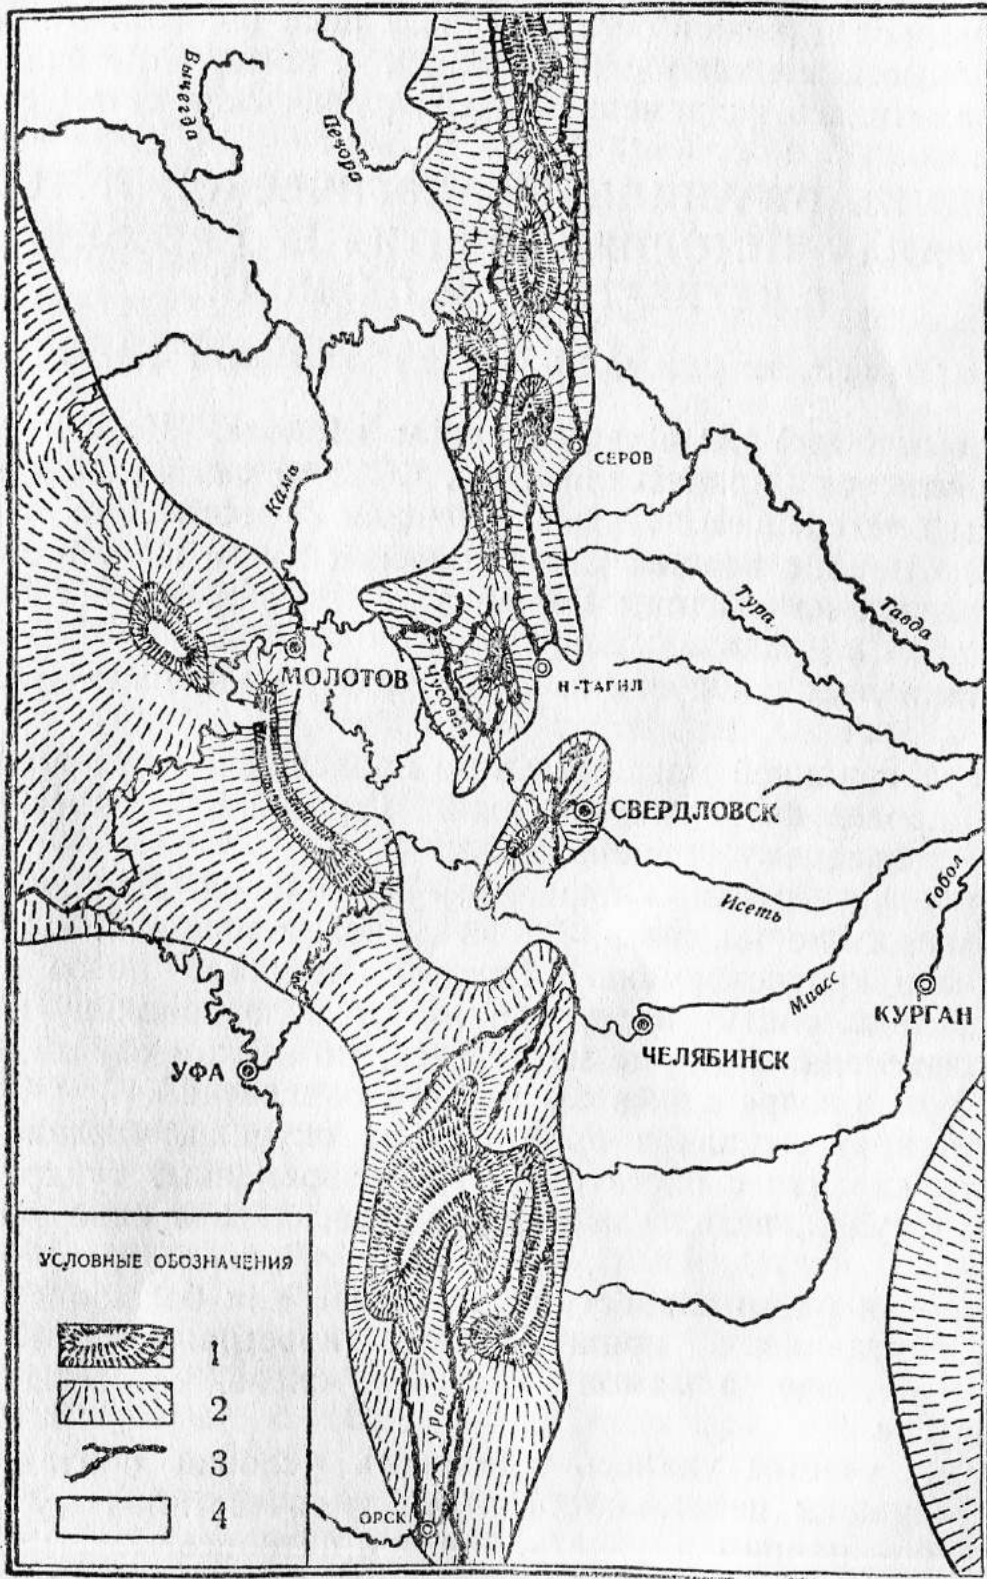 Вычегда
Печора
Кама
СЕРОВ
Тура
Тавда
МОЛОТОВ
Чусовая
Н-ТАГИЛ
СВЕРДЛОВСК
Исеть
Тобол
Миасс
КУРГАН
ЧЕЛЯБИНСК
УФА
УСЛОВНЫЕ ОБОЗНАЧЕНИЯ
1
2
3
4
Урал
ОРСК